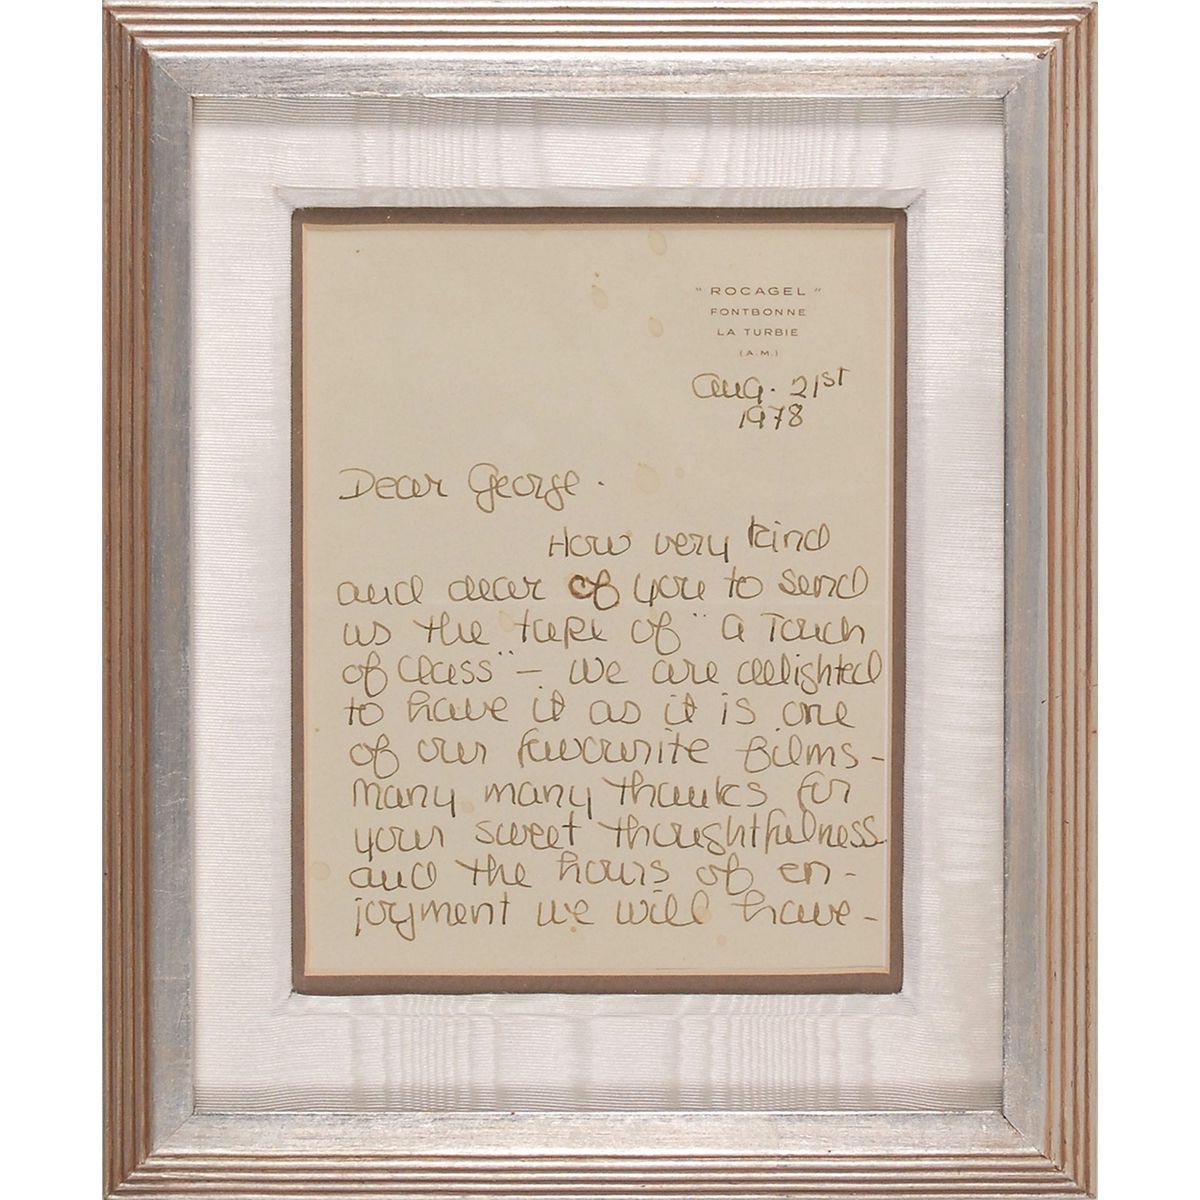 " ROCAGEL "
FONTBONNE
LA TURBIE
(A.M.)
Aug. 21st
1978
Dear George.
How very kind
and dear of you to send
us the tape of "A Touch
of Class" – we are delighted
to have it as it is one
of our favourite films –
Many many thanks for
your sweet thoughtfulness
and the hours of en-
joyment we will have –